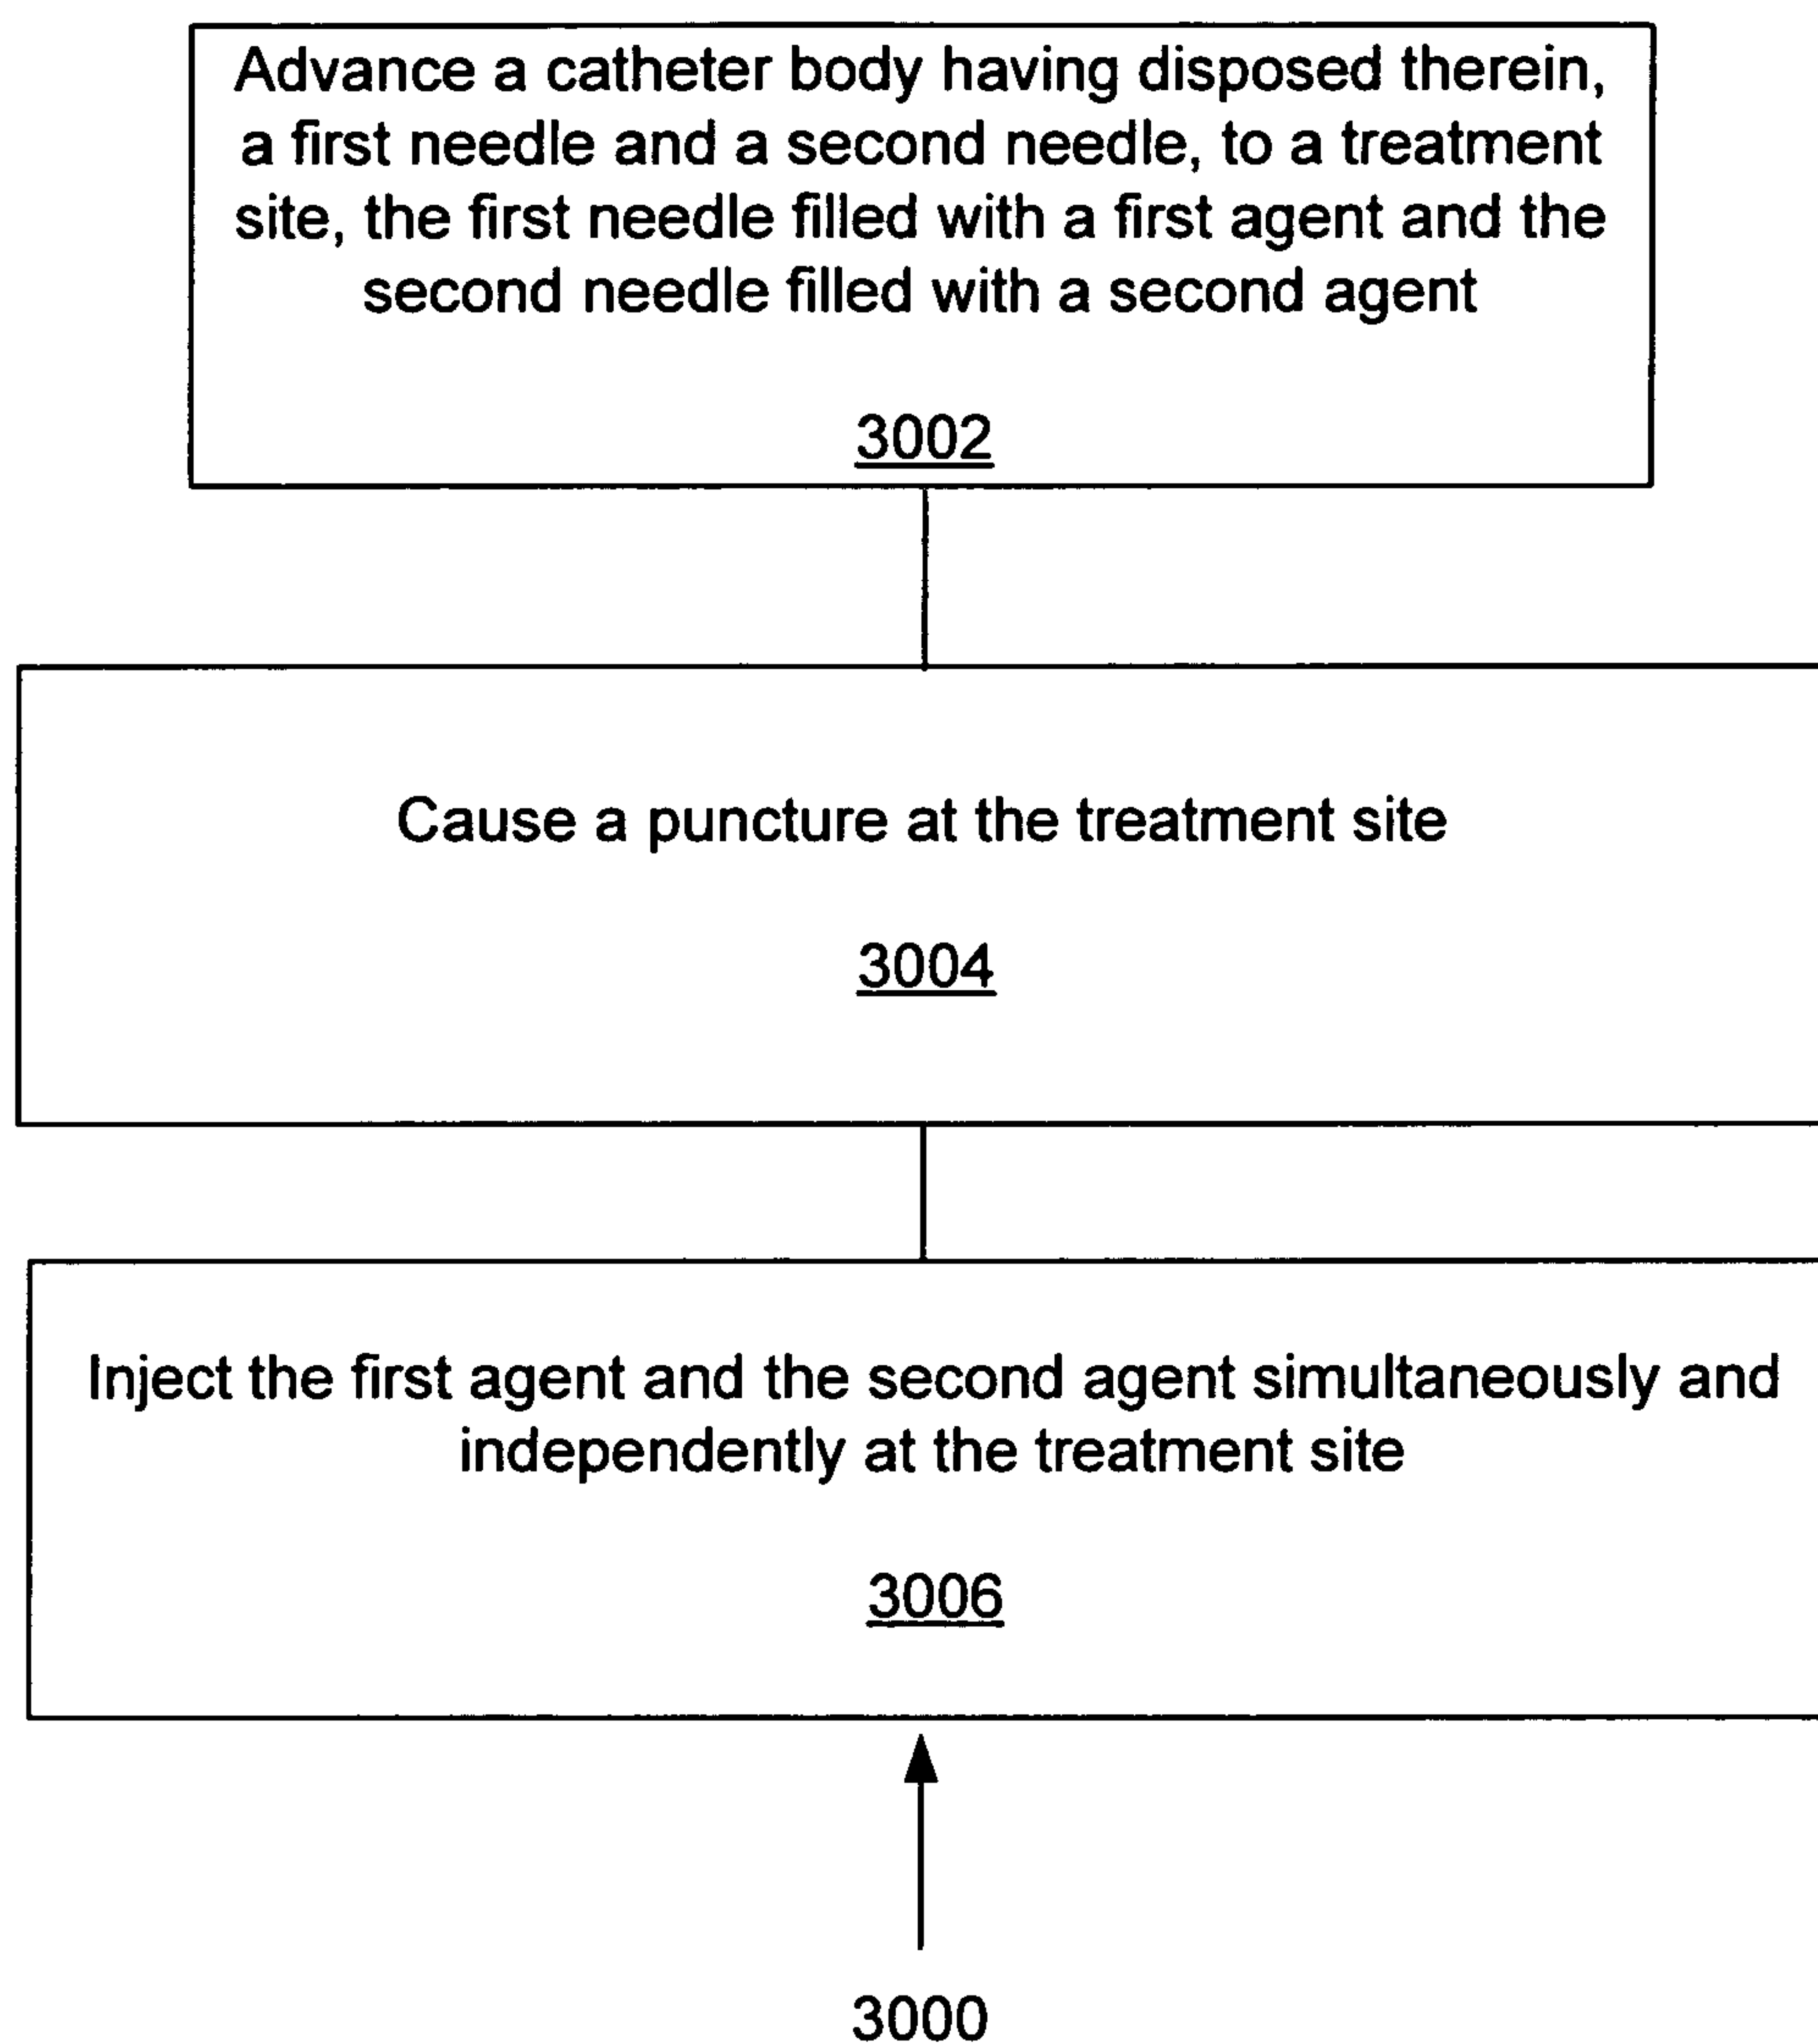 Advance a catheter body having disposed therein,
a first needle and a second needle, to a treatment
site, the first needle filled with a first agent and the
second needle filled with a second agent
3002
Cause a puncture at the treatment site
3004
Inject the first agent and the second agent simultaneously and
independently at the treatment site
3006
3000